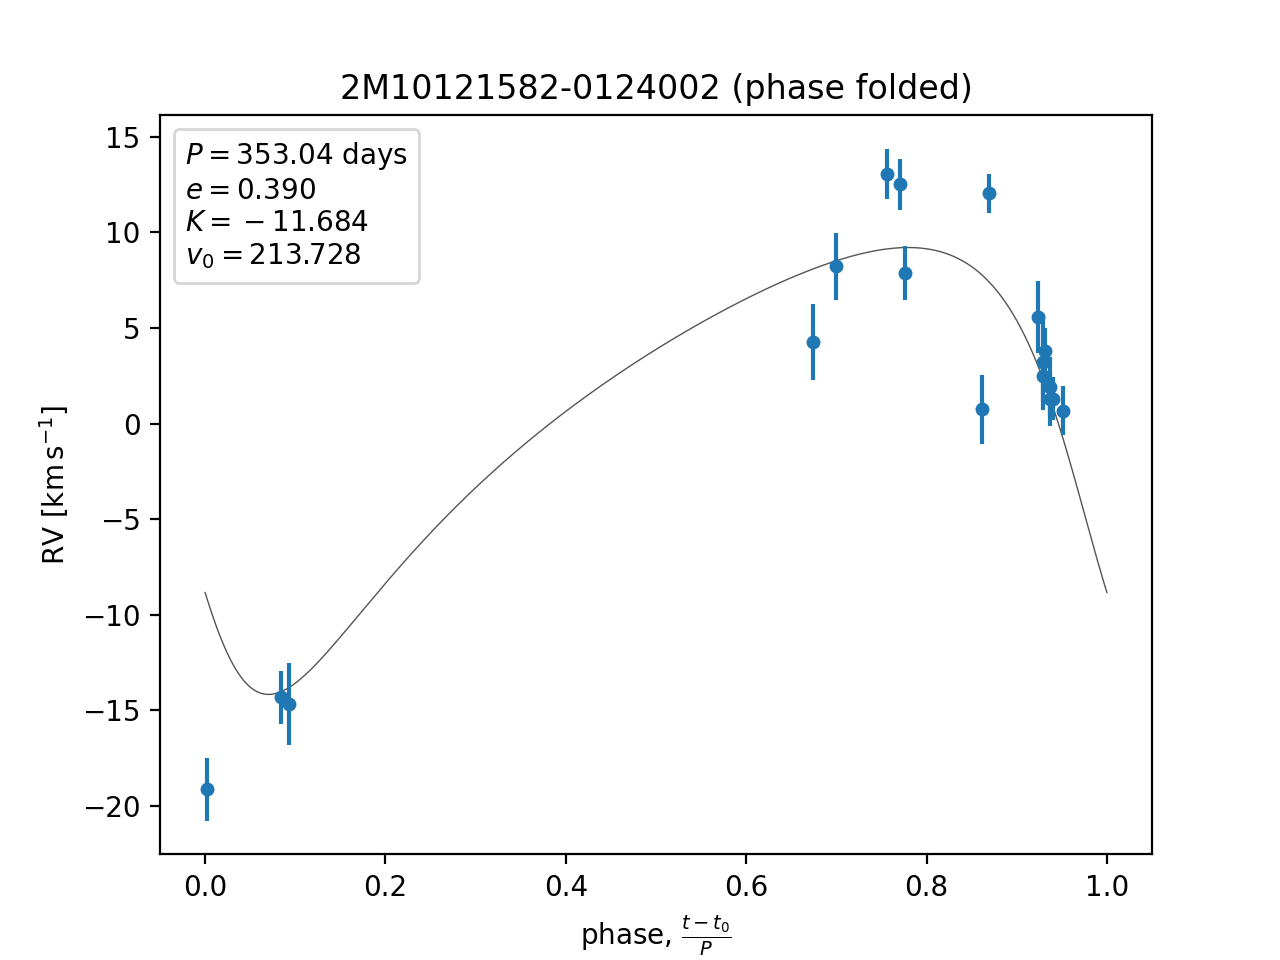 2M10121582-0124002 (phase folded)
P = 353.04 days
e = 0.390
K = −11.684
v₀ = 213.728
15
10
5
0
−5
−10
−15
−20
RV [km s⁻¹]
0.0 0.2 0.4 0.6 0.8 1.0
phase, (t − t₀)/P